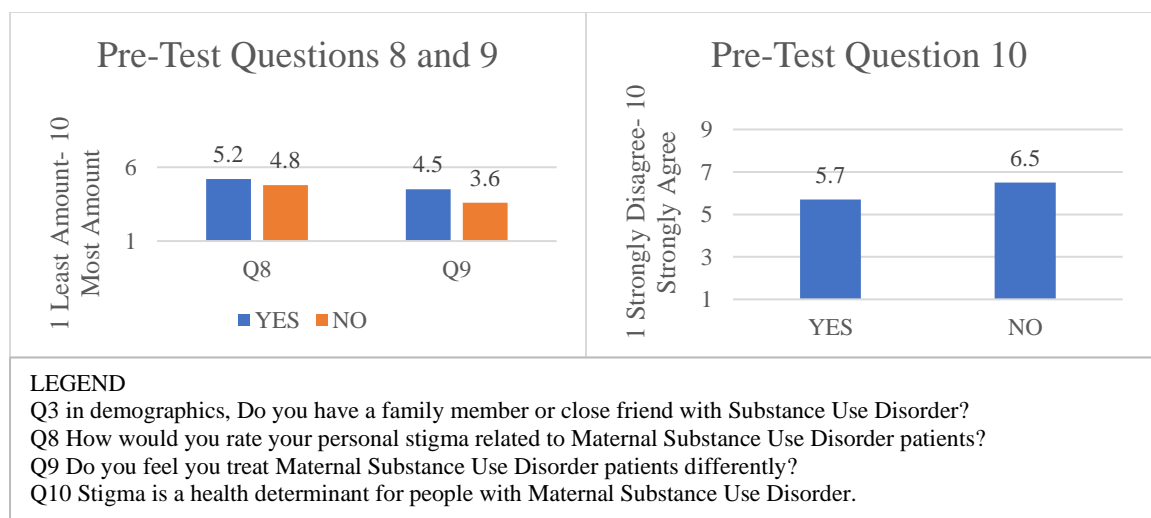 Pre-Test Questions 8 and 9
1 Least Amount- 10
Most Amount
6
1
5.2
4.8
4.5
3.6
Q8
Q9
YES
NO
Pre-Test Question 10
1 Strongly Disagree- 10
Strongly Agree
9
7
5
3
1
5.7
6.5
YES
NO
LEGEND
Q3 in demographics, Do you have a family member or close friend with Substance Use Disorder?
Q8 How would you rate your personal stigma related to Maternal Substance Use Disorder patients?
Q9 Do you feel you treat Maternal Substance Use Disorder patients differently?
Q10 Stigma is a health determinant for people with Maternal Substance Use Disorder.